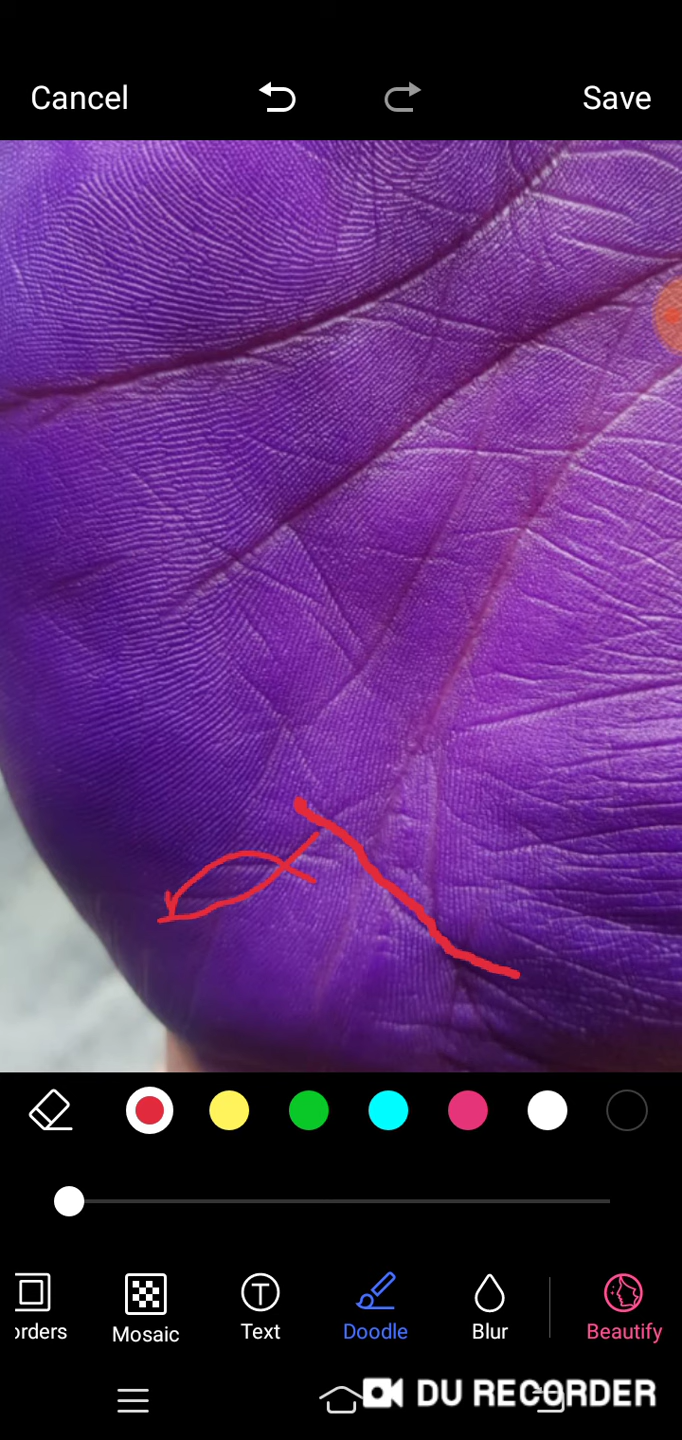 Cancel
Save
orders
Mosaic
Text
Doodle
Blur
Beautify
DU RECORDER